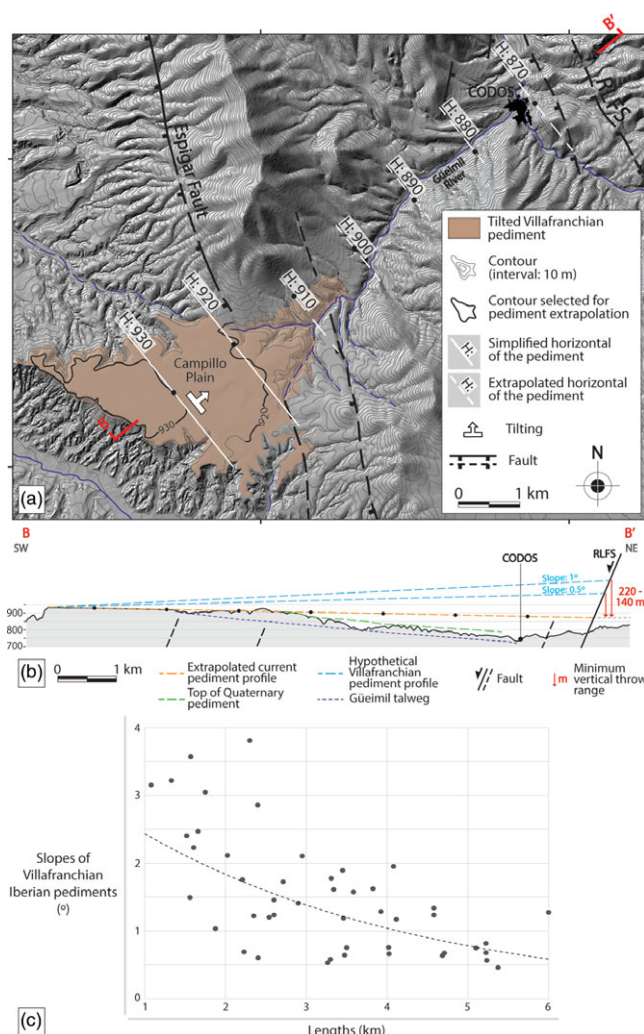 (a)
B'
RLFS
H: 870
CODOS
H: 880
Güeimil
River
H: 890
Espigar Fault
H: 900
H: 910
H: 920
H: 930
Campillo
Plain
930
920
B
Tilted Villafranchian
pediment
Contour
(interval: 10 m)
Contour selected for
pediment extrapolation
H:
Simplified horizontal
of the pediment
H:
Extrapolated horizontal
of the pediment
Tilting
Fault
N
0 1 km
0 1 km
B B'
SW NE
CODOS RLFS
Slope: 1º
Slope: 0.5º
220 -
140 m
900
800
700
(b)
0 1 km
Extrapolated current
pediment profile
Top of Quaternary
pediment
Hypothetical
Villafranchian
pediment profile
Güeimil talweg
Fault
m
Minimum
vertical throw
range
4
3
2
1
0
Slopes of
Villafranchian
Iberian pediments
(º)
1 2 3 4 5 6
Lengths (km)
(c)